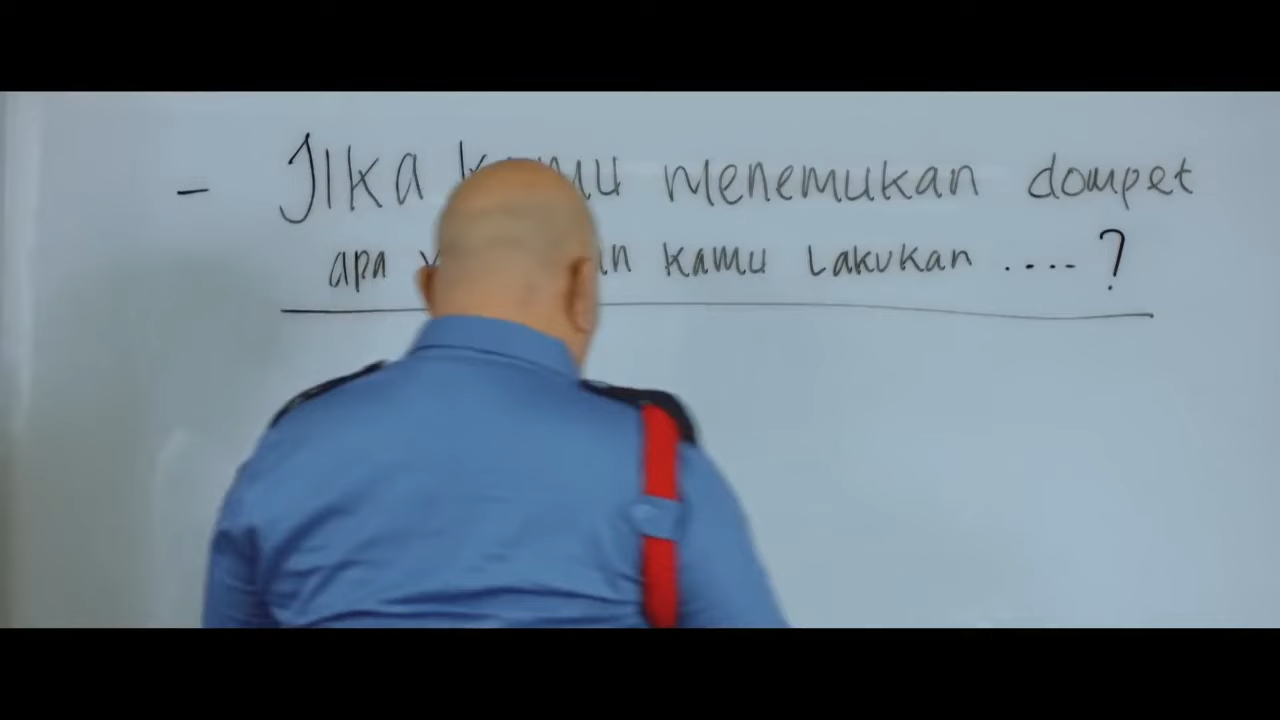 - Jika menemukan dompet
apa kamu lakukan ....?